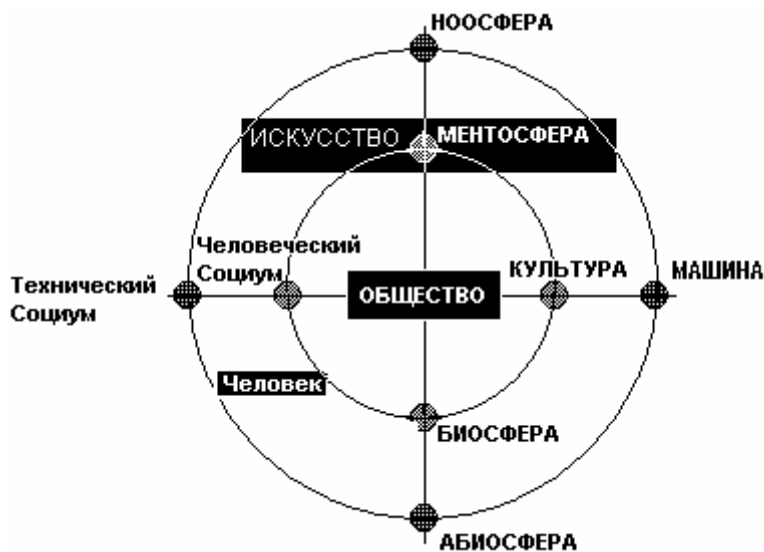 НООСФЕРА
ИСКУССТВО
МЕНТОСФЕРА
Человеческий
Социум
КУЛЬТУРА
МАШИНА
Технический
Социум
ОБЩЕСТВО
Человек
БИОСФЕРА
АБИОСФЕРА